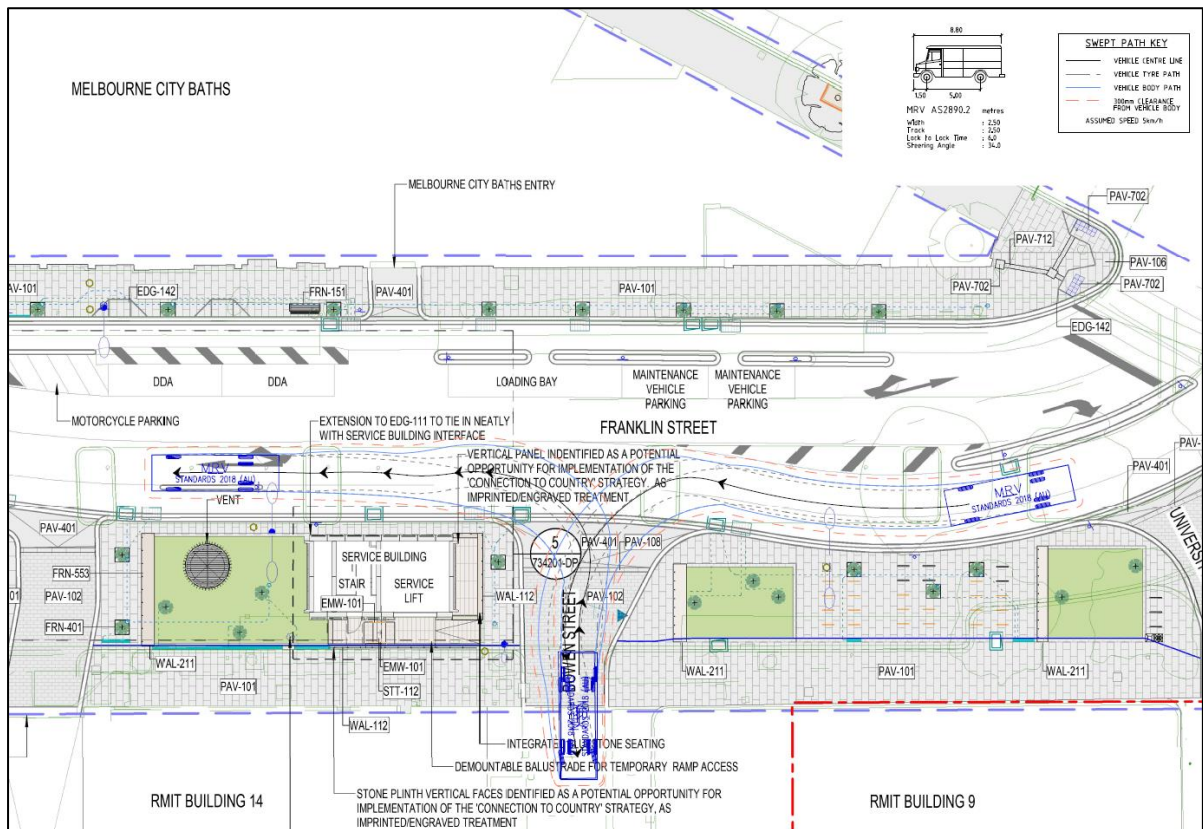 MELBOURNE CITY BATHS
8.80
1.50
5.00
MRV AS2890.2 metres
Width : 2.50
Track : 2.50
Lock to Lock Time : 6.0
Steering Angle : 34.0
SWEPT PATH KEY
VEHICLE CENTRE LINE
VEHICLE TYRE PATH
VEHICLE BODY PATH
300mm CLEARANCE
FROM VEHICLE BODY
ASSUMED SPEED 5km/h
MELBOURNE CITY BATHS ENTRY
PAV-702
PAV-712
PAV-106
PAV-702
PAV-702
AV-101
EDG-142
FRN-151
PAV-401
PAV-101
EDG-142
DDA
DDA
LOADING BAY
MAINTENANCE
VEHICLE
PARKING
MAINTENANCE
VEHICLE
PARKING
MOTORCYCLE PARKING
EXTENSION TO EDG-111 TO TIE IN NEATLY
WITH SERVICE BUILDING INTERFACE
FRANKLIN STREET
VERTICAL PANEL INDENTIFIED AS A POTENTIAL
OPPORTUNITY FOR IMPLEMENTATION OF THE
'CONNECTION TO COUNTRY' STRATEGY, AS
IMPRINTED/ENGRAVED TREATMENT
PAV-
MRV
STANDARDS 2018 (AU)
VENT
MRV
STANDARDS 2018 (AU)
PAV-401
UNIVERSIT
PAV-401
5
734201-DP
PAV-401
PAV-108
SERVICE BUILDING
STAIR
SERVICE
LIFT
FRN-553
01
PAV-102
EMW-101
WAL-112
PAV-102
FRN-401
BOWEN STREET
WAL-211
EMW-101
WAL-211
PAV-101
WAL-211
PAV-101
STT-112
WAL-112
STANDARDS 2018 (AU)
STONE SEATING
INTEGRATED
DEMOUNTABLE BALUSTRADE FOR TEMPORARY RAMP ACCESS
RMIT BUILDING 14
STONE PLINTH VERTICAL FACES IDENTIFIED AS A POTENTIAL OPPORTUNITY FOR
IMPLEMENTATION OF THE 'CONNECTION TO COUNTRY' STRATEGY, AS
IMPRINTED/ENGRAVED TREATMENT
RMIT BUILDING 9